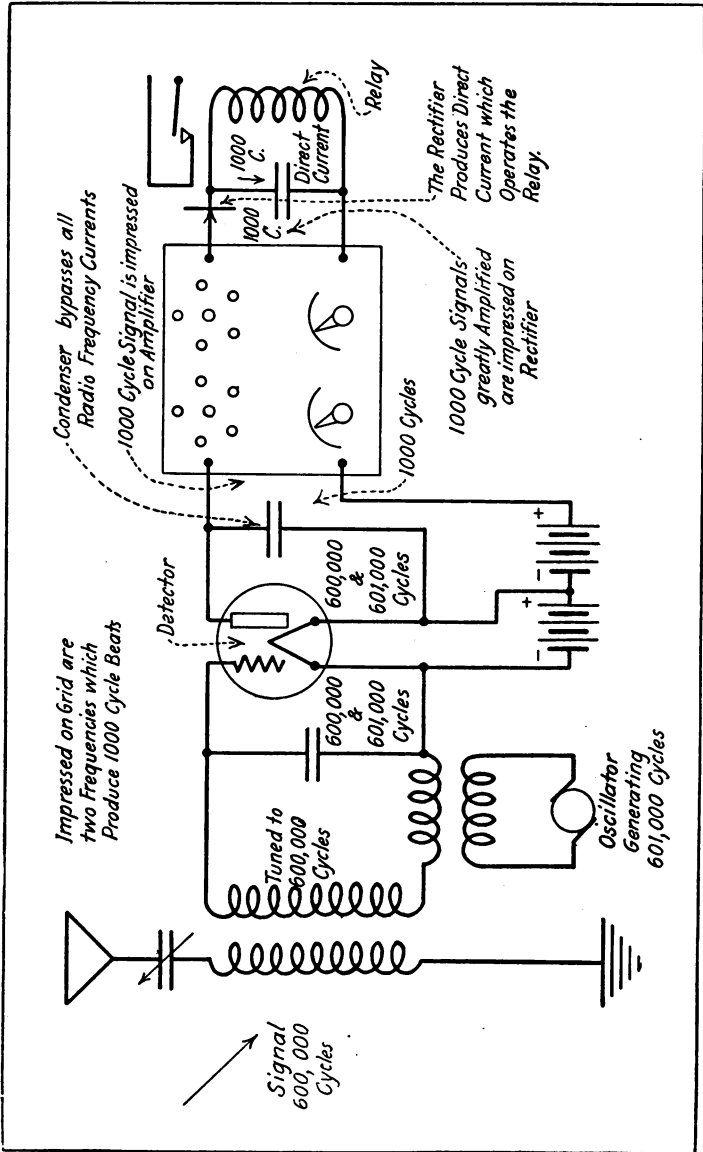 Impressed on Grid are
two Frequencies which
Produce 1000 Cycle Beats
Condenser bypasses all
Radio Frequency Currents
1000 Cycle Signal is impressed
on Amplifier
Detector
Signal
600,000
Cycles
Tuned to
600,000
Cycles
600,000
&
601,000
Cycles
600,000
&
601,000
Cycles
1000 Cycles
1000
C.
1000
C.
Direct
Current
Relay
Oscillator
Generating
601,000 Cycles
−
+
−
+
1000 Cycle Signals
greatly Amplified
are impressed on
Rectifier
The Rectifier
Produces Direct
Current which
Operates the
Relay.